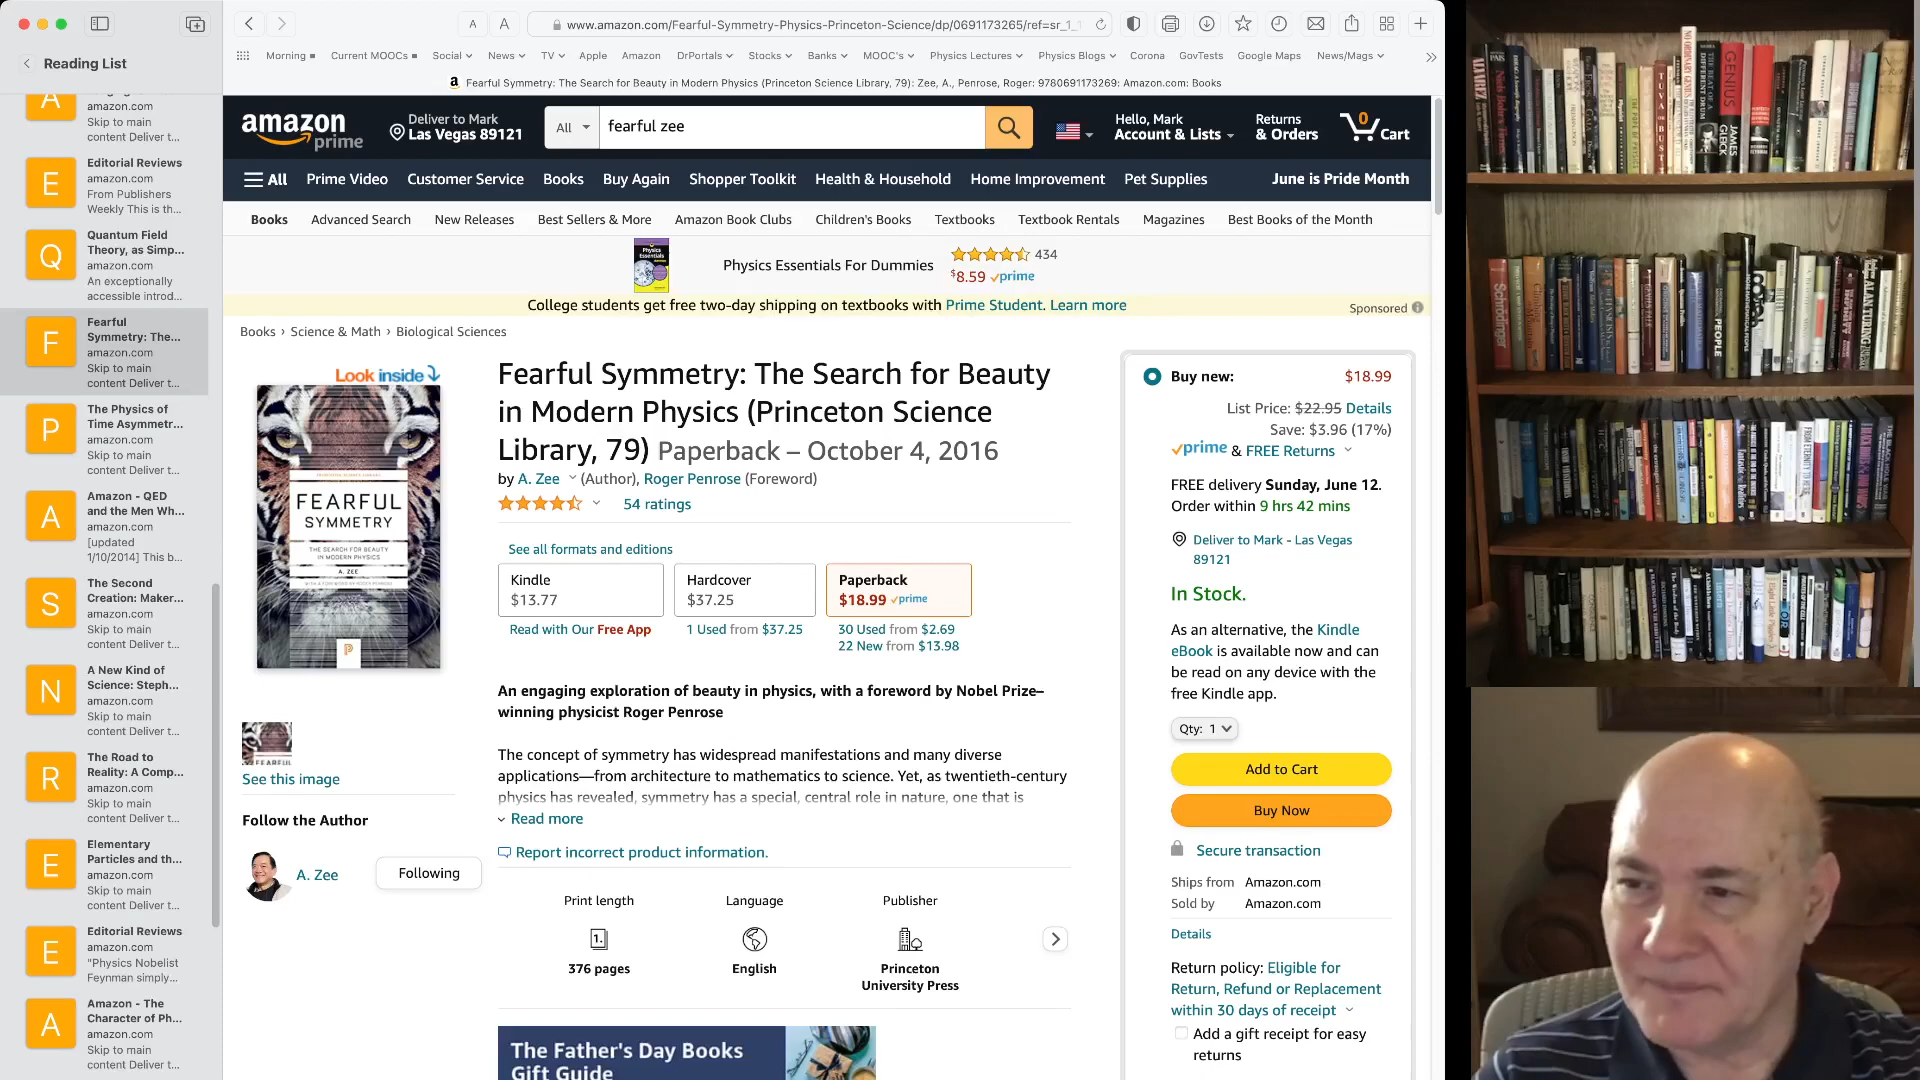 Reading List
amazon.com
Skip to main
content Deliver t...
E
Editorial Reviews
amazon.com
From Publishers
Weekly This is th...
Q
Quantum Field
Theory, as Simp...
amazon.com
An exceptionally
accessible introd...
F
Fearful
Symmetry: The...
amazon.com
Skip to main
content Deliver t...
P
The Physics of
Time Asymmetr...
amazon.com
Skip to main
content Deliver t...
A
Amazon - QED
and the Men Wh...
amazon.com
[updated
1/10/2014] This b...
S
The Second
Creation: Maker...
amazon.com
Skip to main
content Deliver t...
N
A New Kind of
Science: Steph...
amazon.com
Skip to main
content Deliver t...
R
The Road to
Reality: A Comp...
amazon.com
Skip to main
content Deliver t...
E
Elementary
Particles and th...
amazon.com
Skip to main
content Deliver t...
E
Editorial Reviews
amazon.com
"Physics Nobelist
Feynman simply...
A
Amazon - The
Character of Ph...
amazon.com
Skip to main
content Deliver t...
A A www.amazon.com/Fearful-Symmetry-Physics-Princeton-Science/dp/0691173265/ref=sr_1_1
Morning Current MOOCs Social News TV Apple Amazon DrPortals Stocks Banks MOOC's Physics Lectures Physics Blogs Corona GovTests Google Maps News/Mags
Fearful Symmetry: The Search for Beauty in Modern Physics (Princeton Science Library, 79): Zee, A., Penrose, Roger: 9780691173269: Amazon.com: Books
amazon prime
Deliver to Mark
Las Vegas 89121
All fearful zee
Hello, Mark
Account & Lists
Returns
& Orders
0
Cart
All Prime Video Customer Service Books Buy Again Shopper Toolkit Health & Household Home Improvement Pet Supplies June is Pride Month
Books Advanced Search New Releases Best Sellers & More Amazon Book Clubs Children's Books Textbooks Textbook Rentals Magazines Best Books of the Month
Physics Essentials For Dummies
434
$8.59 prime
College students get free two-day shipping on textbooks with Prime Student. Learn more
Sponsored
Books › Science & Math › Biological Sciences
Look inside
FEARFUL
SYMMETRY
THE SEARCH FOR BEAUTY
IN MODERN PHYSICS
A. ZEE
See this image
Follow the Author
A. Zee Following
Fearful Symmetry: The Search for Beauty
in Modern Physics (Princeton Science
Library, 79) Paperback – October 4, 2016
by A. Zee (Author), Roger Penrose (Foreword)
54 ratings
See all formats and editions
Kindle
$13.77
Read with Our Free App
Hardcover
$37.25
1 Used from $37.25
Paperback
$18.99 prime
30 Used from $2.69
22 New from $13.98
An engaging exploration of beauty in physics, with a foreword by Nobel Prize–
winning physicist Roger Penrose
The concept of symmetry has widespread manifestations and many diverse
applications—from architecture to mathematics to science. Yet, as twentieth-century
physics has revealed, symmetry has a special, central role in nature, one that is
Read more
Report incorrect product information.
Print length
376 pages
Language
English
Publisher
Princeton
University Press
The Father's Day Books
Gift Guide
Buy new: $18.99
List Price: $22.95 Details
Save: $3.96 (17%)
prime & FREE Returns
FREE delivery Sunday, June 12.
Order within 9 hrs 42 mins
Deliver to Mark - Las Vegas
89121
In Stock.
As an alternative, the Kindle
eBook is available now and can
be read on any device with the
free Kindle app.
Qty: 1
Add to Cart
Buy Now
Secure transaction
Ships from Amazon.com
Sold by Amazon.com
Details
Return policy: Eligible for
Return, Refund or Replacement
within 30 days of receipt
Add a gift receipt for easy
returns
GENIUS
JAMES
GLECK
TUVA OR BUST!
Schrödinger
PEOPLE
ALAN TURING